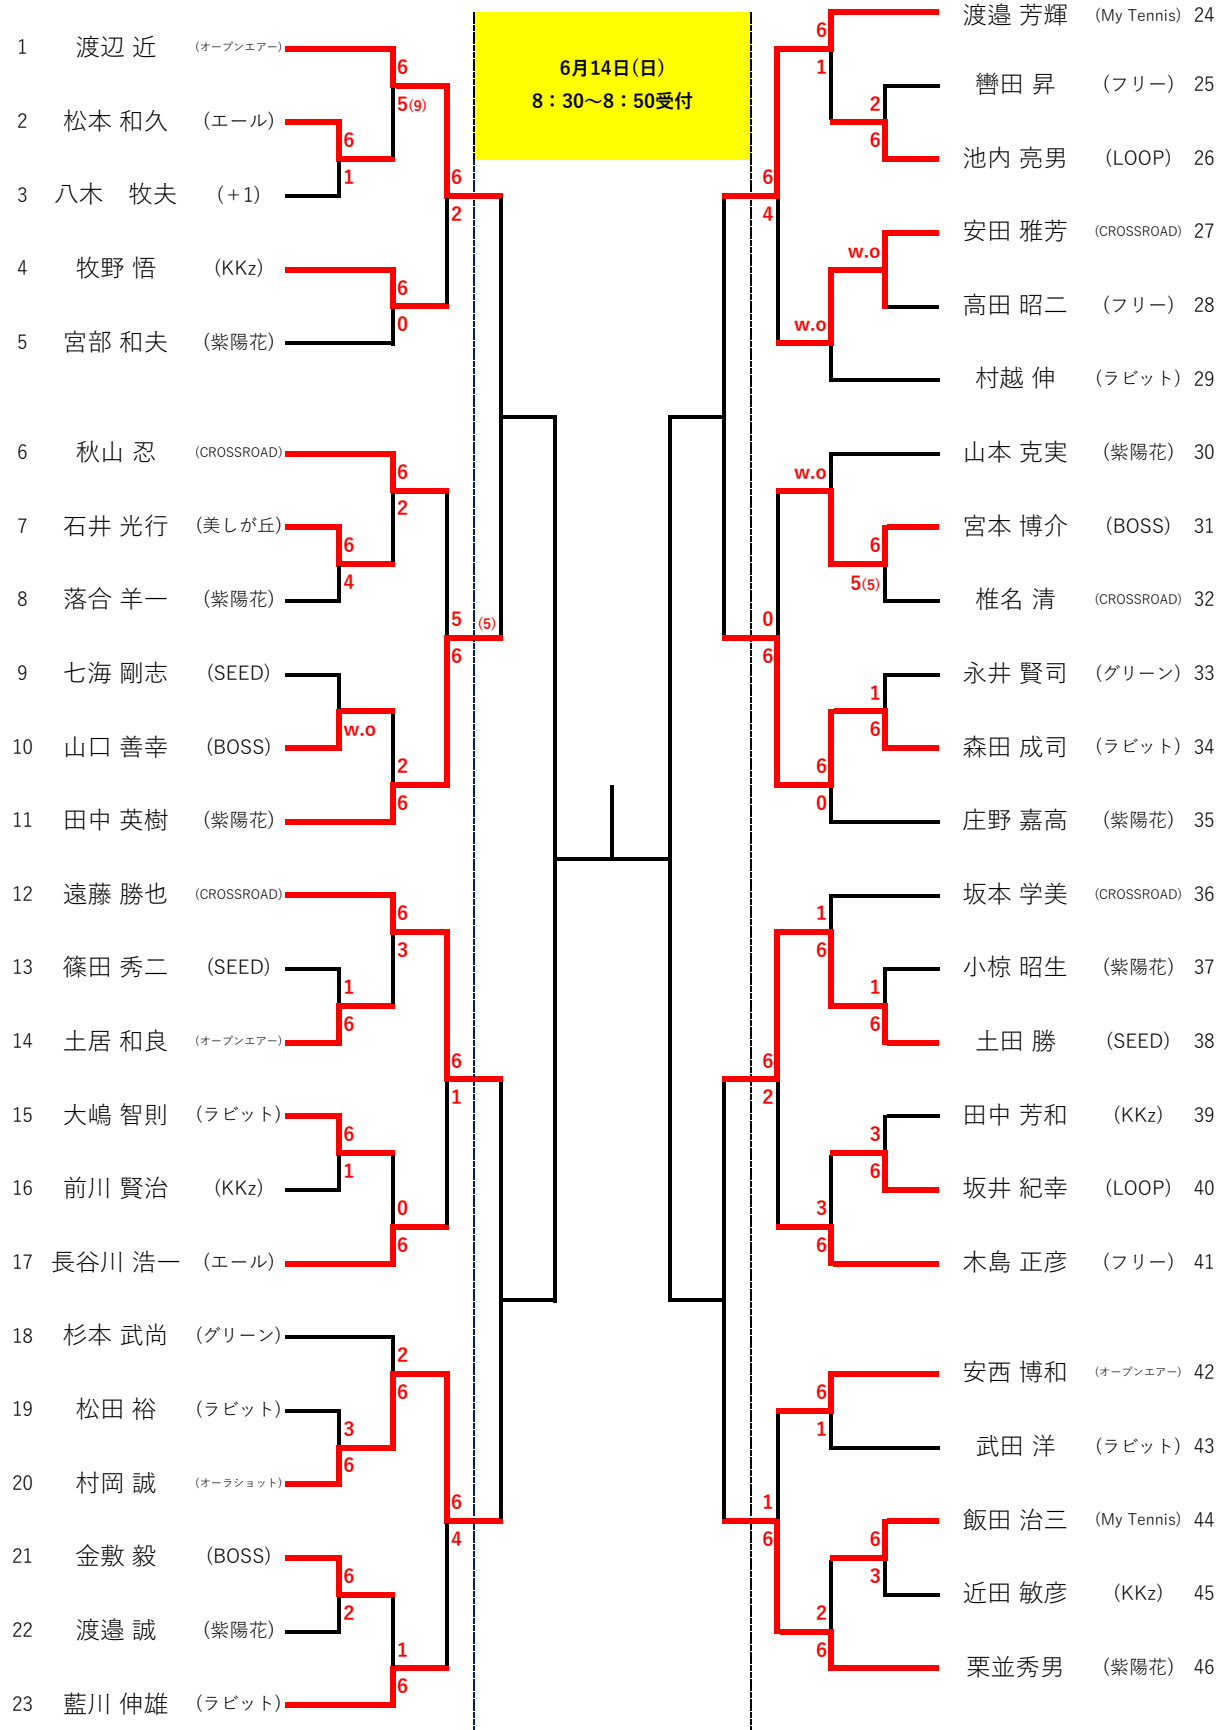 6月14日(日)
8：30～8：50受付
1 渡辺 近 (オープンエアー)
6
5(9)
2 松本 和久 (エール)
6
1
3 八木　牧夫 (+1)
6
2
4 牧野 悟 (KKz)
6
0
5 宮部 和夫 (紫陽花)
6 秋山 忍 (CROSSROAD)
6
2
7 石井 光行 (美しが丘)
6
4
8 落合 羊一 (紫陽花)
5 (5)
6
9 七海 剛志 (SEED)
w.o
10 山口 善幸 (BOSS)
2
6
11 田中 英樹 (紫陽花)
12 遠藤 勝也 (CROSSROAD)
6
3
13 篠田 秀二 (SEED)
1
6
14 土居 和良 (オープンエアー)
6
1
15 大嶋 智則 (ラビット)
6
1
16 前川 賢治 (KKz)
0
6
17 長谷川 浩一 (エール)
18 杉本 武尚 (グリーン)
2
6
19 松田 裕 (ラビット)
3
6
20 村岡 誠 (オーラショット)
6
4
21 金敷 毅 (BOSS)
6
2
22 渡邉 誠 (紫陽花)
1
6
23 藍川 伸雄 (ラビット)
渡邉 芳輝 (My Tennis) 24
6
1
轡田 昇 (フリー) 25
2
6
池内 亮男 (LOOP) 26
6
4
安田 雅芳 (CROSSROAD) 27
w.o
高田 昭二 (フリー) 28
w.o
村越 伸 (ラビット) 29
山本 克実 (紫陽花) 30
w.o
宮本 博介 (BOSS) 31
6
5(5)
椎名 清 (CROSSROAD) 32
0
6
永井 賢司 (グリーン) 33
1
6
森田 成司 (ラビット) 34
6
0
庄野 嘉高 (紫陽花) 35
坂本 学美 (CROSSROAD) 36
1
6
小椋 昭生 (紫陽花) 37
1
6
土田 勝 (SEED) 38
6
2
田中 芳和 (KKz) 39
3
6
坂井 紀幸 (LOOP) 40
3
6
木島 正彦 (フリー) 41
安西 博和 (オープンエアー) 42
6
1
武田 洋 (ラビット) 43
1
6
飯田 治三 (My Tennis) 44
6
3
近田 敏彦 (KKz) 45
2
6
栗並秀男 (紫陽花) 46